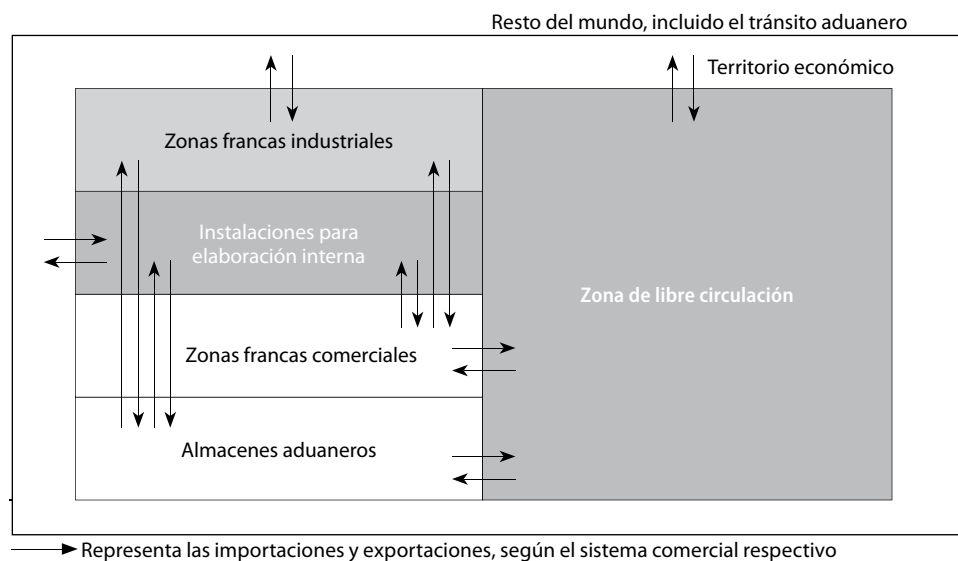 Resto del mundo, incluido el tránsito aduanero
Territorio económico
Zonas francas industriales
Instalaciones para
elaboración interna
Zona de libre circulación
Zonas francas comerciales
Almacenes aduaneros
Representa las importaciones y exportaciones, según el sistema comercial respectivo